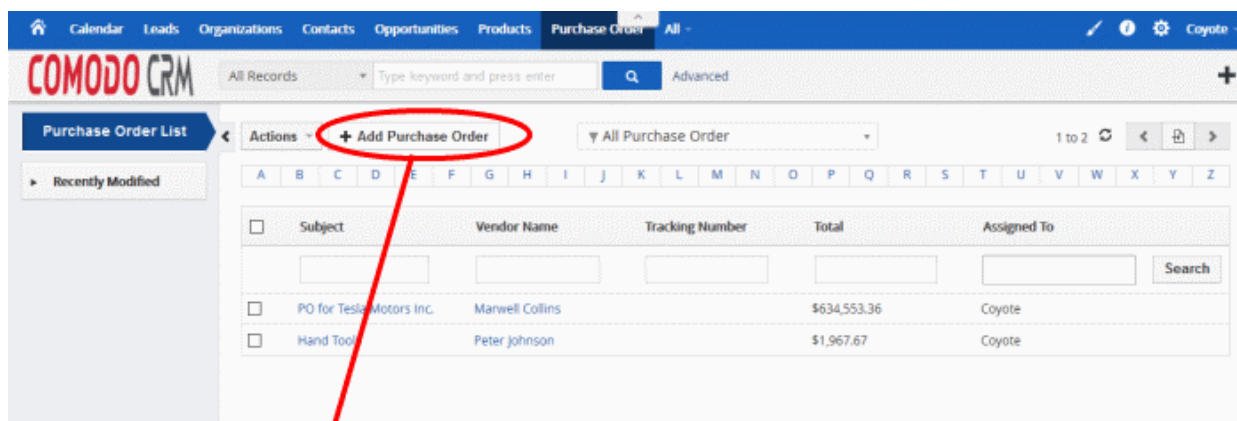 Calendar Leads Organizations Contacts Opportunities Products Purchase Order All
Coyote
COMODO CRM All Records Type keyword and press enter Advanced
Purchase Order List Actions + Add Purchase Order All Purchase Order 1 to 2
Recently Modified A B C D E F G H I J K L M N O P Q R S T U V W X Y Z
Subject Vendor Name Tracking Number Total Assigned To
Search
PO for Tesla Motors Inc. Marwell Collins $634,553.36 Coyote
Hand Tools Peter Johnson $1,967.67 Coyote